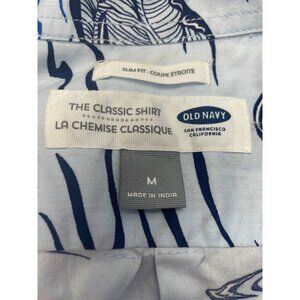 SLIM FIT · COUPE ÉTROITE
THE CLASSIC SHIRT
LA CHEMISE CLASSIQUE
OLD NAVY
SAN FRANCISCO
CALIFORNIA
M
MADE IN INDIA